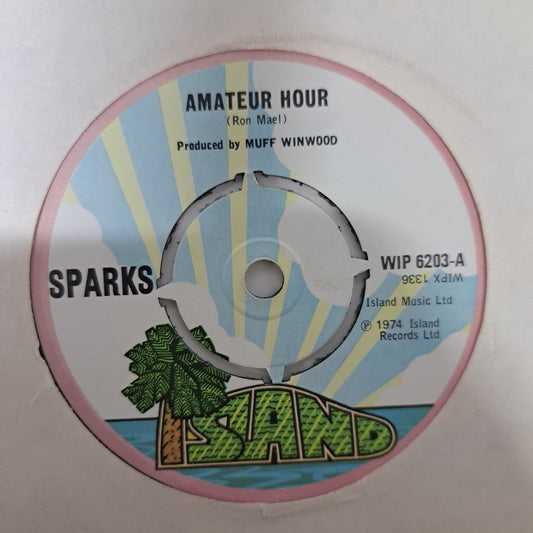 AMATEUR HOUR
(Ron Mael)
Produced by MUFF WINWOOD
SPARKS
WIP 6203-A
WIPX 1336
Island Music Ltd
℗ 1974 Island
Records Ltd
ISLAND